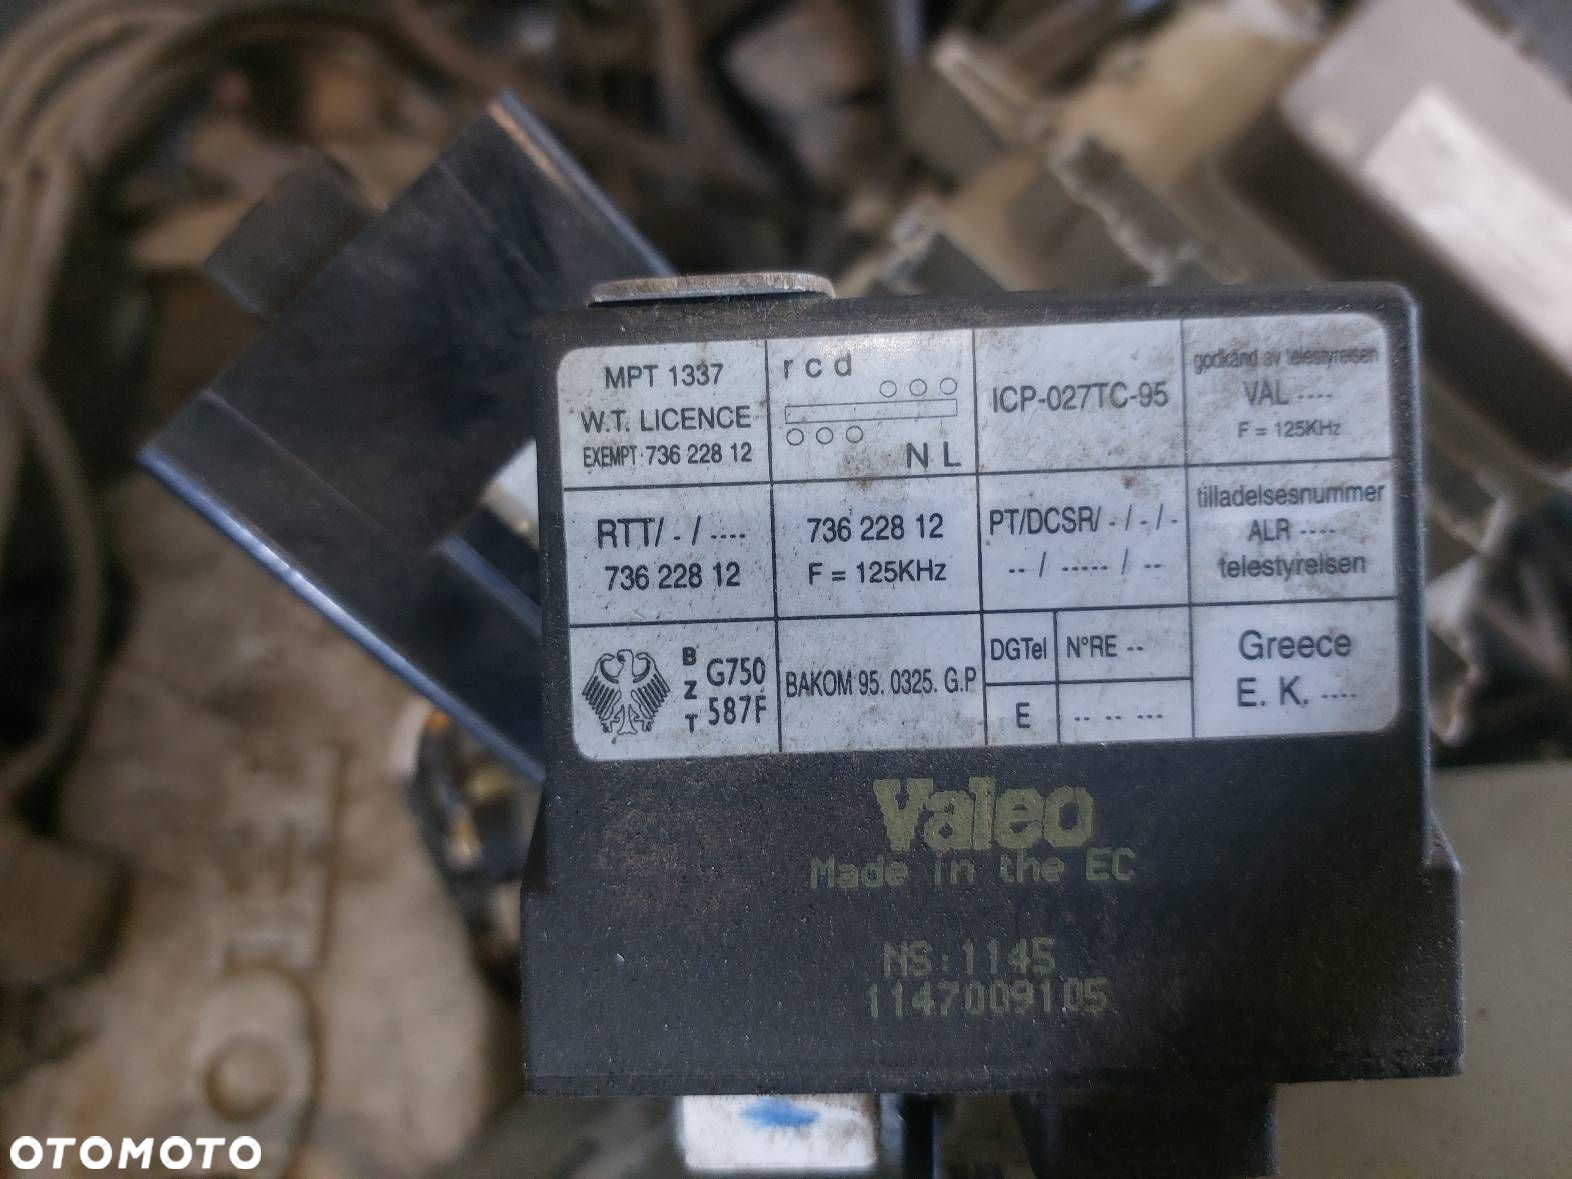 MPT 1337
W.T. LICENCE
EXEMPT 736 228 12
r c d
N L
ICP-027TC-95
godkänd av telestyrelsen
VAL ----
F = 125KHz
RTT/ - / ----
736 228 12
736 228 12
F = 125KHz
PT/DCSR/ - / - / -
-- / ----- / --
tilladelsesnummer
ALR ----
telestyrelsen
BZT
G750
587F
BAKOM 95. 0325. G.P
DGTel
N°RE --
E
-- -- ---
Greece
E. K. ----
Valeo
Made in the EC
NS:1145
1147009105
OTOMOTO